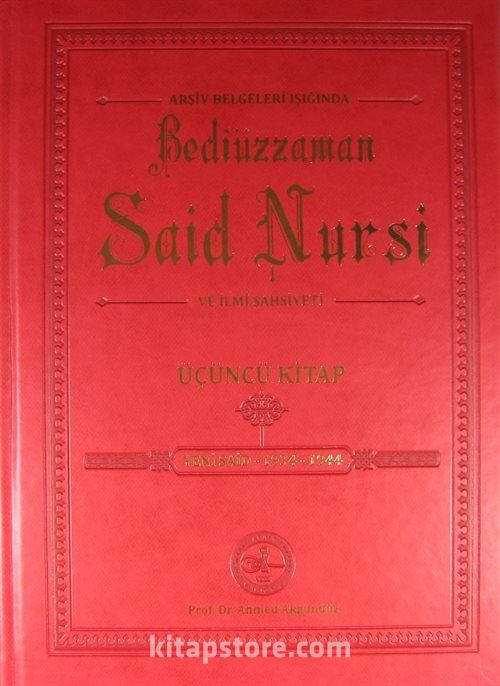 ARŞİV BELGELERİ IŞIĞINDA
Bediüzzaman
Said Nursi
VE İLMİ ŞAHSİYETİ
ÜÇÜNCÜ KİTAP
YENİ SAİD - 1934 - 1944
Prof. Dr. Ahmed Akgündüz
kitapstore.com